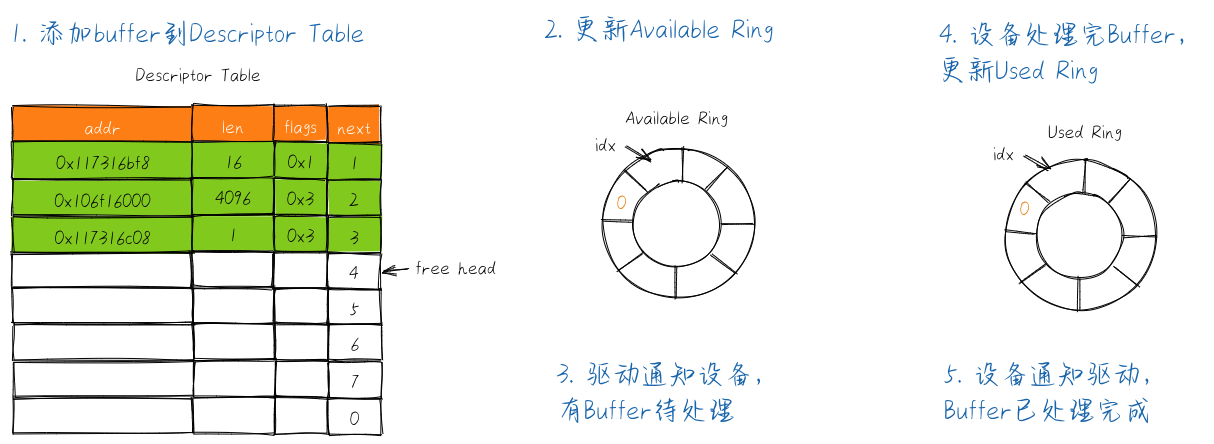 1. 添加buffer到Descriptor Table
Descriptor Table
addr len flags next
0x117316bf8 16 0x1 1
0x106f16000 4096 0x3 2
0x117316c08 1 0x3 3
4 free head
5
6
7
0
2. 更新Available Ring
Available Ring
idx
0
3. 驱动通知设备,
有Buffer待处理
4. 设备处理完Buffer,
更新Used Ring
Used Ring
idx
0
5. 设备通知驱动,
Buffer已处理完成